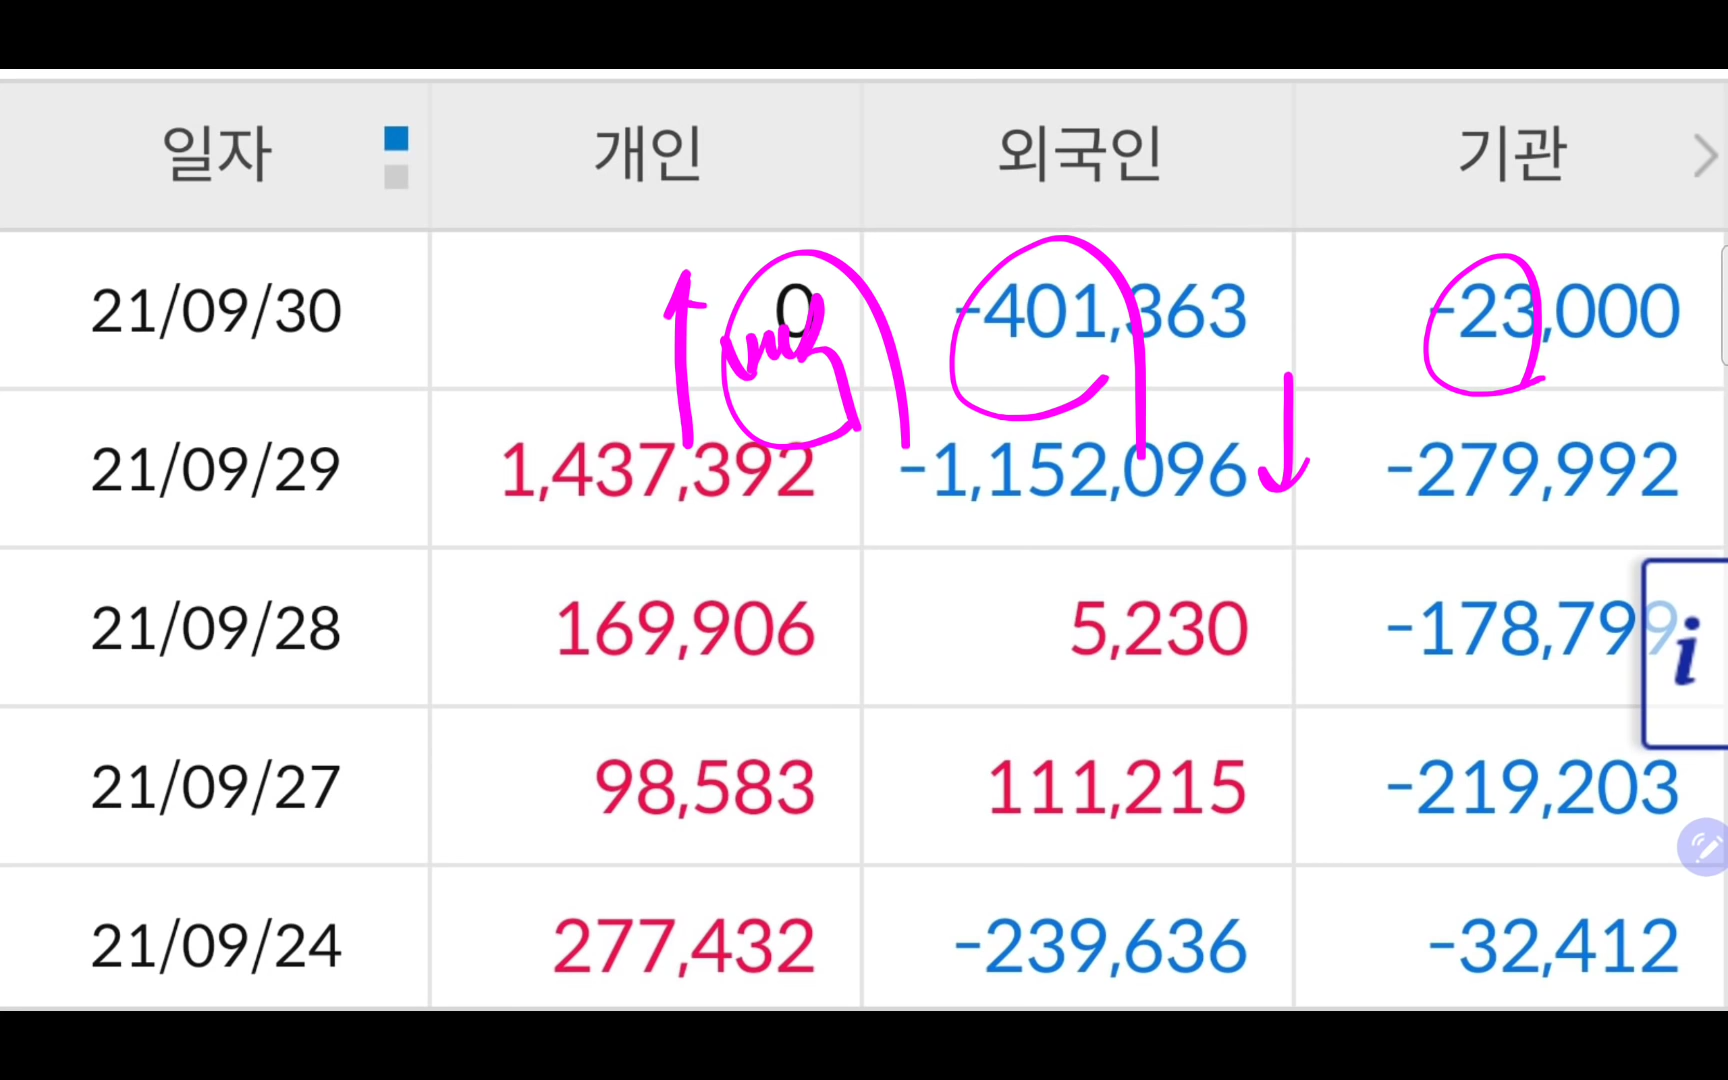 일자 개인 외국인 기관
21/09/30 0 -401,363 -23,000
21/09/29 1,437,392 -1,152,096 -279,992
21/09/28 169,906 5,230 -178,799
21/09/27 98,583 111,215 -219,203
21/09/24 277,432 -239,636 -32,412
i